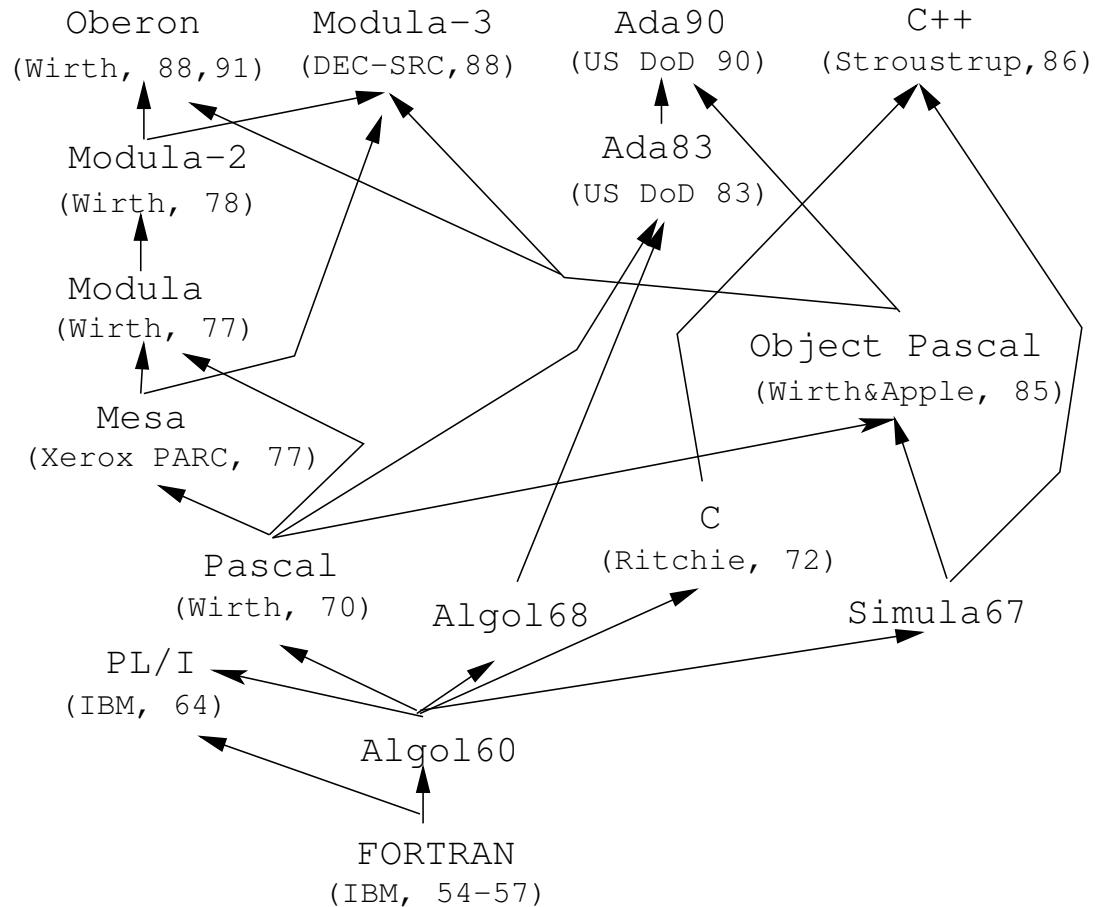 Oberon
(Wirth, 88,91)
Modula-3
(DEC-SRC,88)
Ada90
(US DoD 90)
C++
(Stroustrup,86)
Modula-2
(Wirth, 78)
Ada83
(US DoD 83)
Modula
(Wirth, 77)
Object Pascal
(Wirth&Apple, 85)
Mesa
(Xerox PARC, 77)
C
(Ritchie, 72)
Pascal
(Wirth, 70)
Algol68
Simula67
PL/I
(IBM, 64)
Algol60
FORTRAN
(IBM, 54-57)